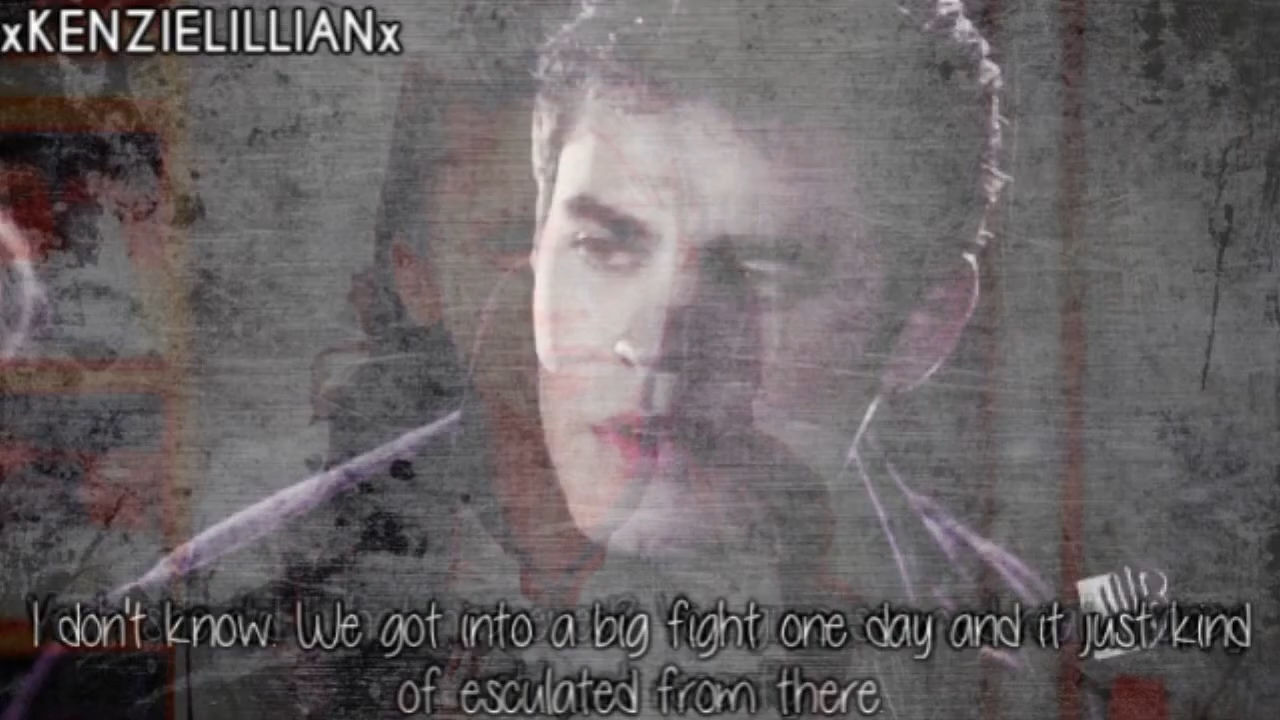 xKENZIELILLIANx
I don't know. We got into a big fight one day and it just kind
of esculated from there.